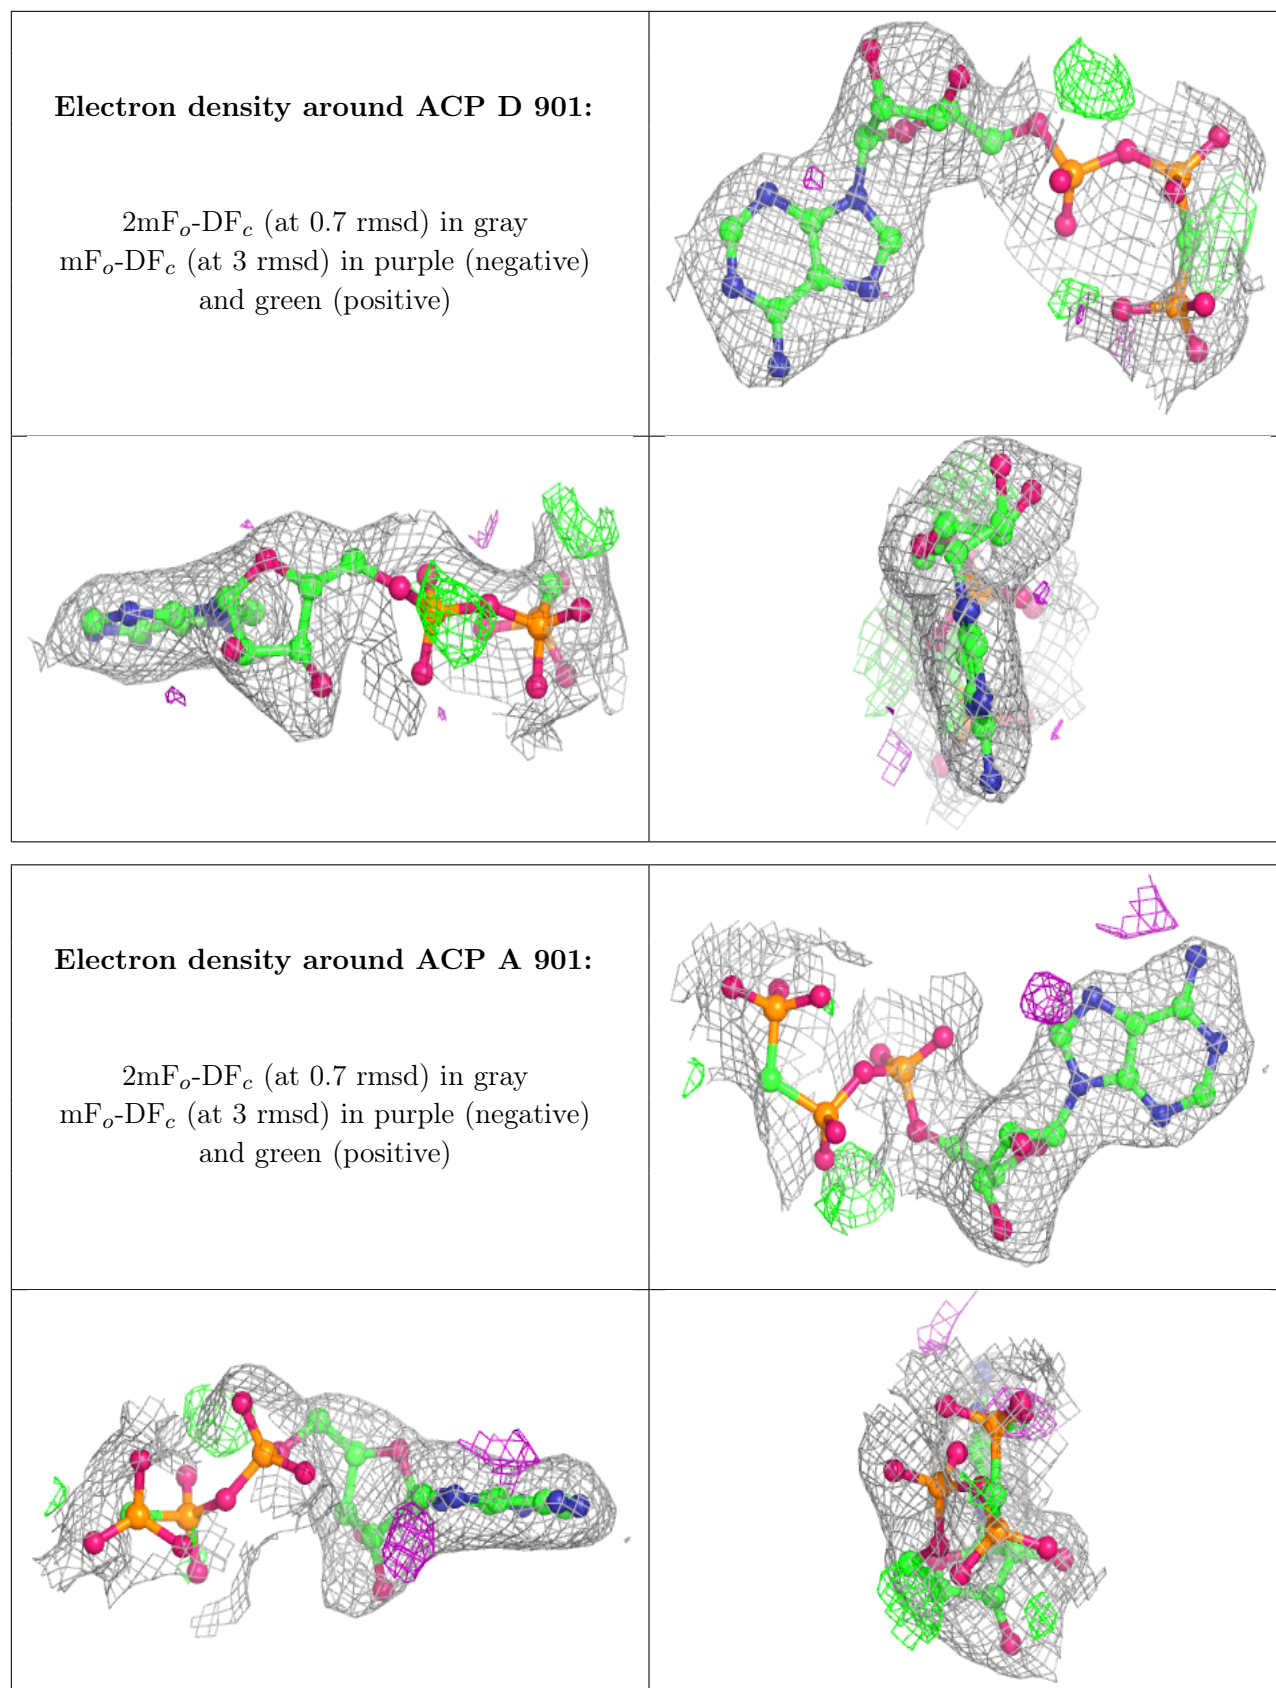 Electron density around ACP D 901:
2mFₒ-DF𝒸 (at 0.7 rmsd) in gray
mFₒ-DF𝒸 (at 3 rmsd) in purple (negative)
and green (positive)
Electron density around ACP A 901:
2mFₒ-DF𝒸 (at 0.7 rmsd) in gray
mFₒ-DF𝒸 (at 3 rmsd) in purple (negative)
and green (positive)